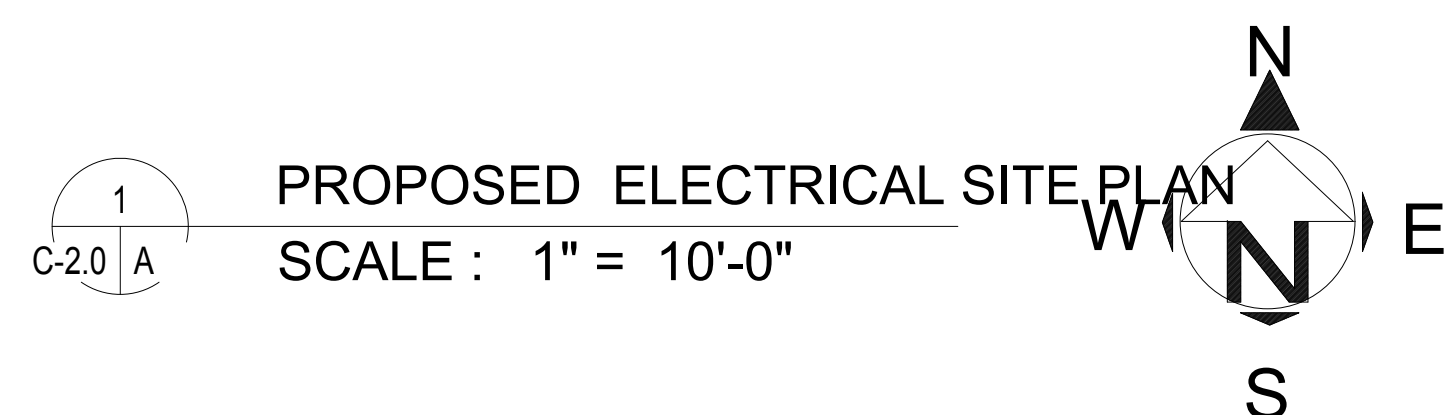 N
1
PROPOSED ELECTRICAL SITE PLAN
W
E
C-2.0 A
SCALE : 1" = 10'-0"
N
S